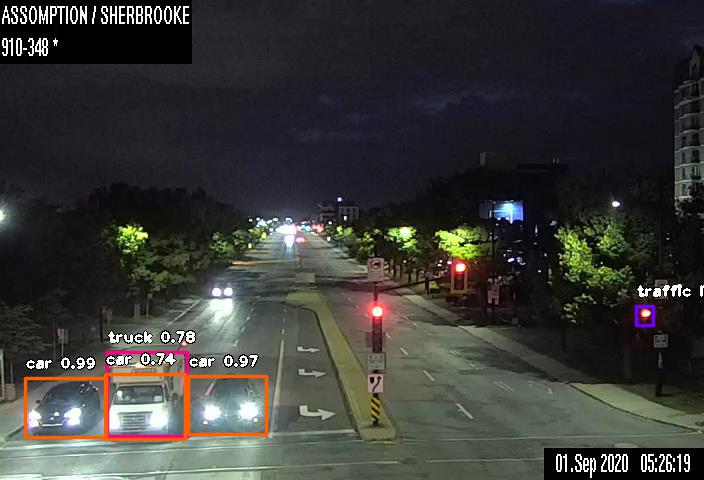 ASSOMPTION / SHERBROOKE
910-348 *
traffic l
truck 0.78
car 0.99
car 0.74
car 0.97
01.Sep 2020 05:26:19